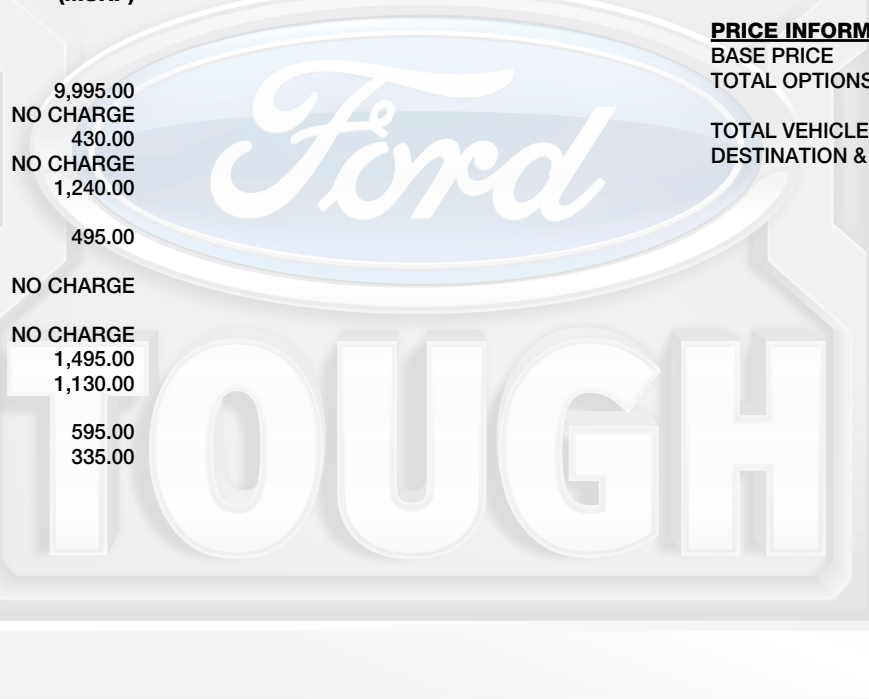 9,995.00
NO CHARGE
430.00
NO CHARGE
1,240.00
495.00
NO CHARGE
NO CHARGE
1,495.00
1,130.00
595.00
335.00
PRICE
BASE PRICE
TOTAL OPTIONS
TOTAL VEHICLE
DESTINATION &
Ford
TOUGH